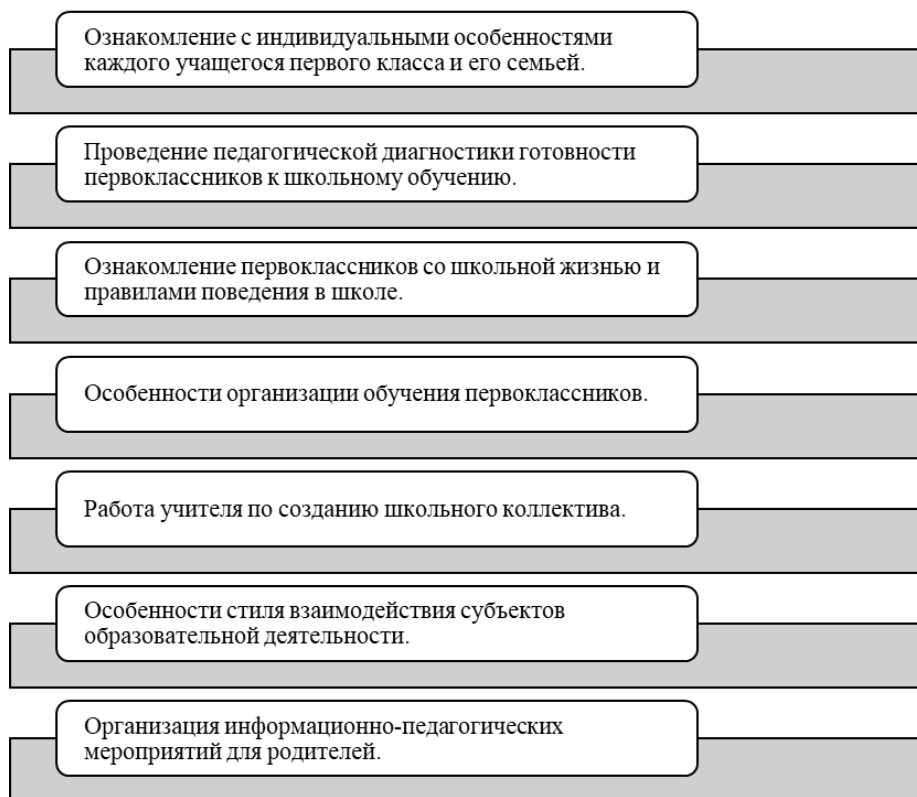 Ознакомление с индивидуальными особенностями
каждого учащегося первого класса и его семьей.
Проведение педагогической диагностики готовности
первоклассников к школьному обучению.
Ознакомление первоклассников со школьной жизнью и
правилами поведения в школе.
Особенности организации обучения первоклассников.
Работа учителя по созданию школьного коллектива.
Особенности стиля взаимодействия субъектов
образовательной деятельности.
Организация информационно-педагогических
мероприятий для родителей.